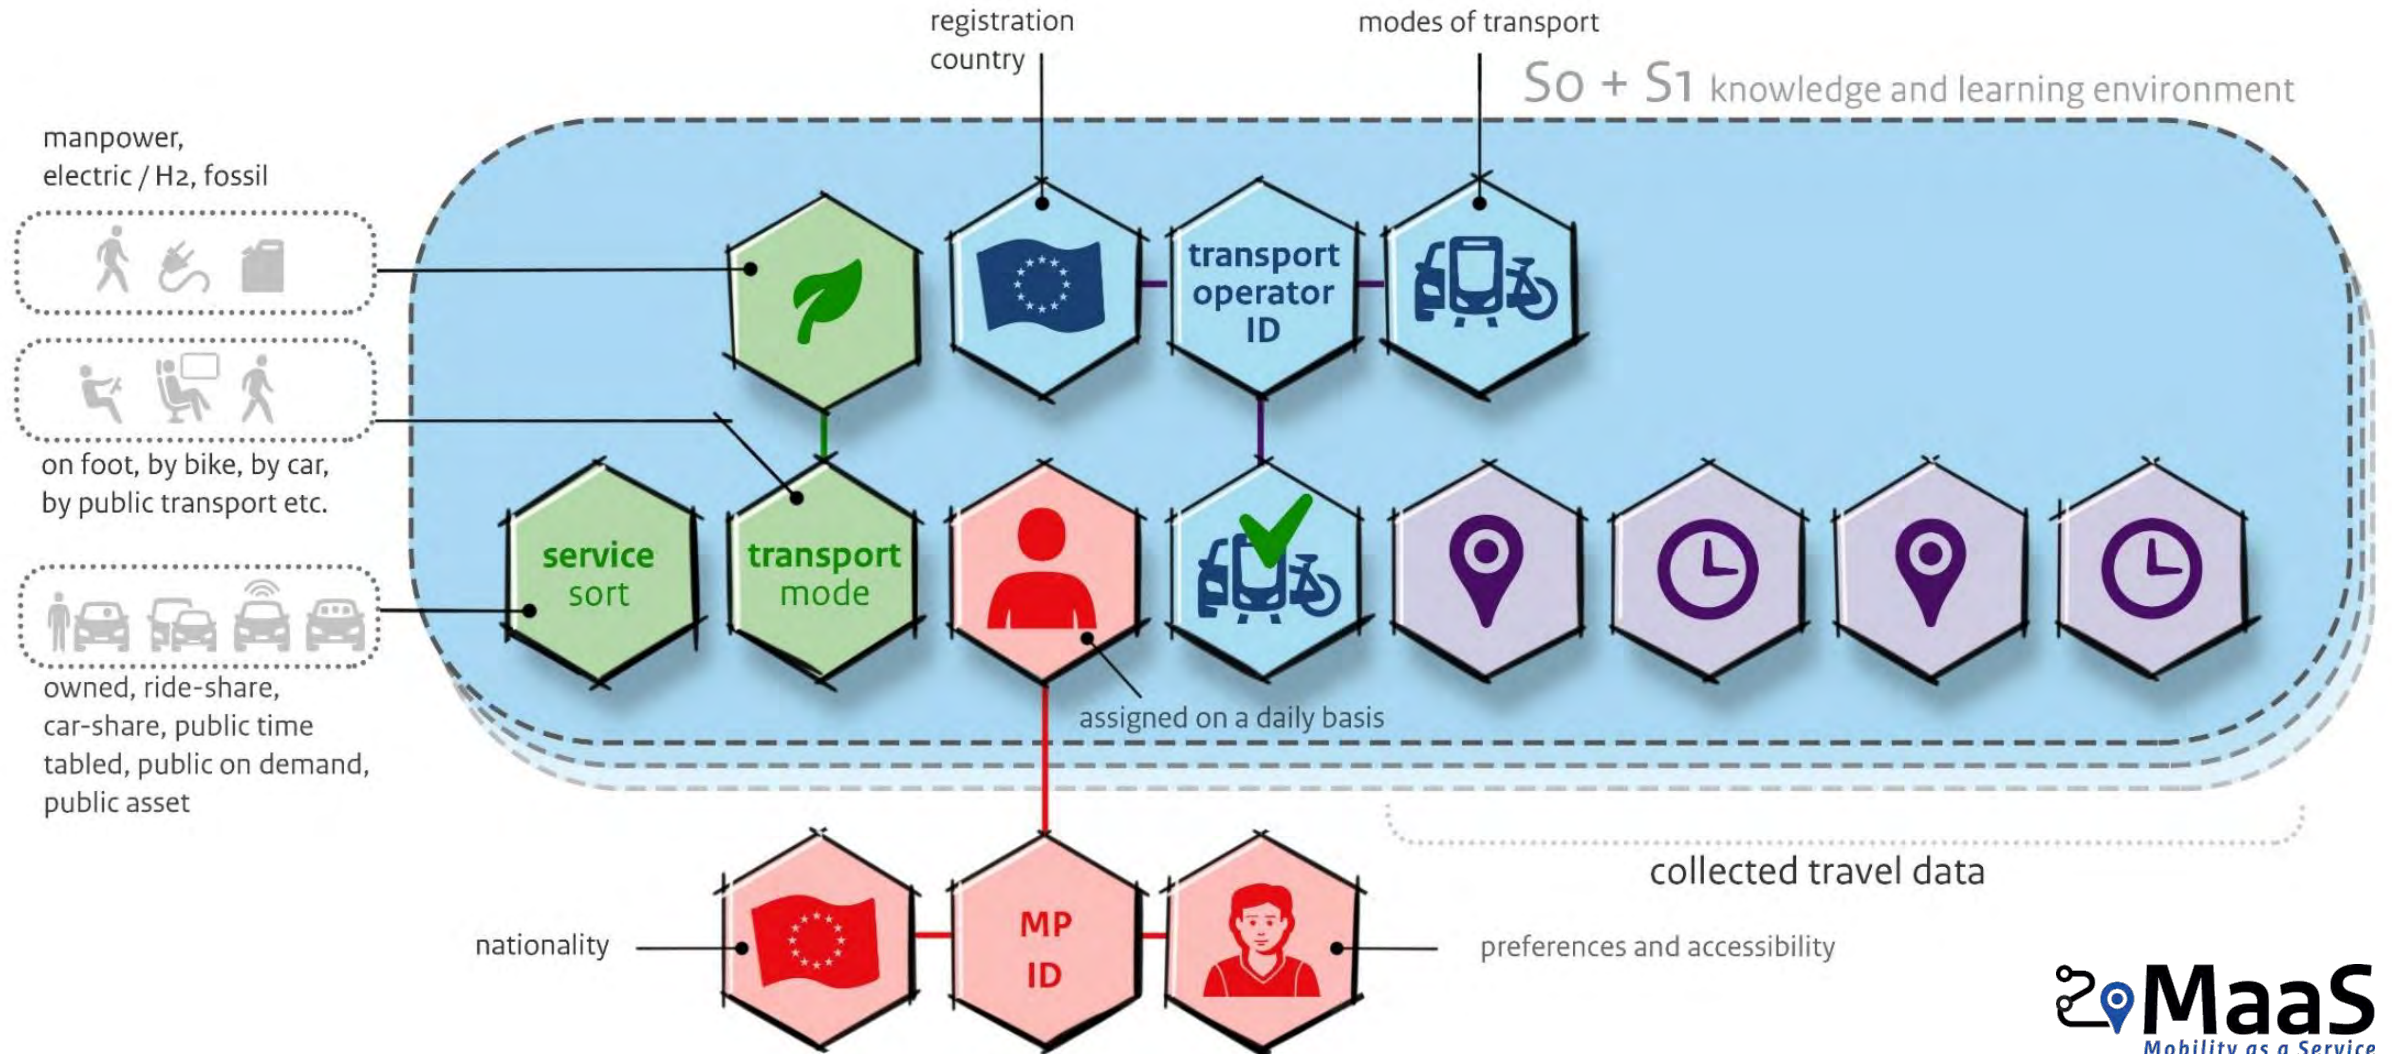 registration
country
modes of transport
S0 + S1 knowledge and learning environment
manpower,
electric / H2, fossil
transport
operator
ID
on foot, by bike, by car,
by public transport etc.
service
sort
transport
mode
owned, ride-share,
car-share, public time
tabled, public on demand,
public asset
assigned on a daily basis
collected travel data
nationality
MP
ID
preferences and accessibility
MaaS
Mobility as a Service